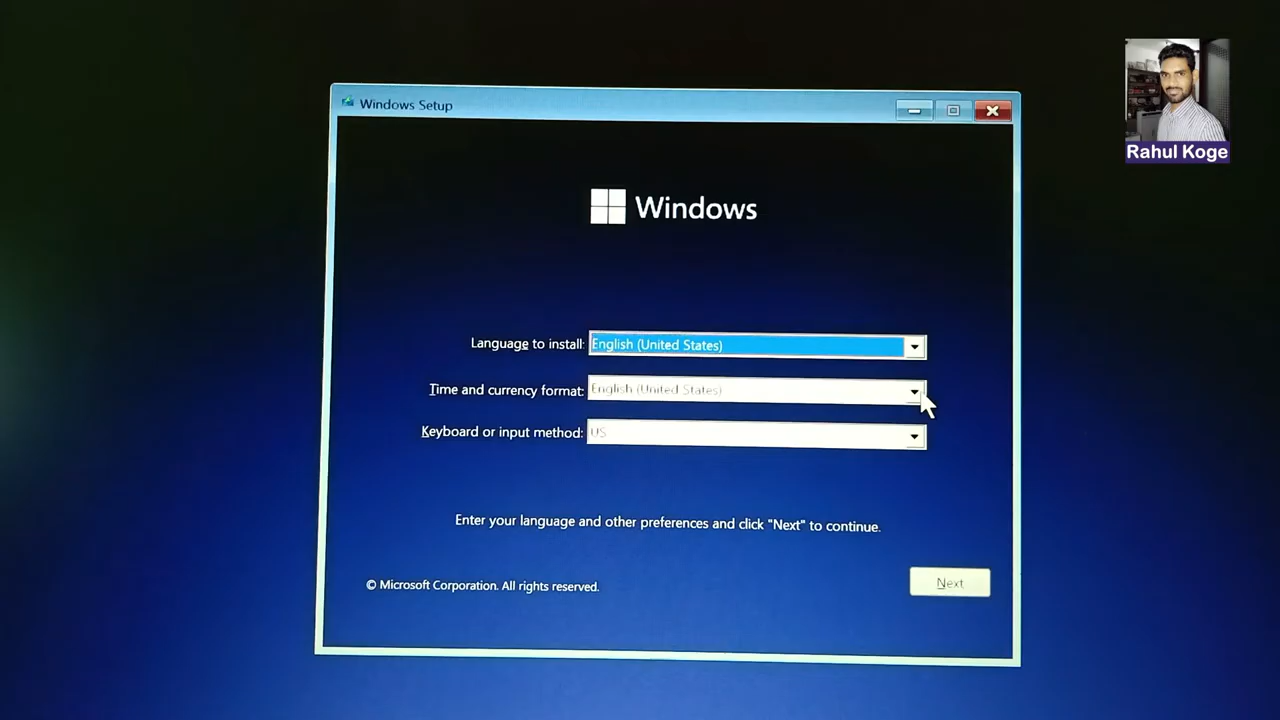 Windows Setup
Rahul Koge
Windows
Language to install: English (United States)
Time and currency format: English (United States)
Keyboard or input method: US
Enter your language and other preferences and click "Next" to continue.
© Microsoft Corporation. All rights reserved.
Next